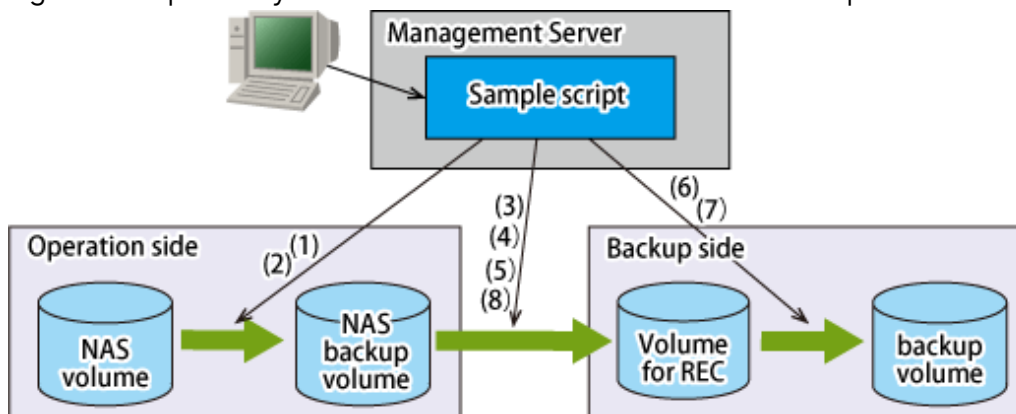 Management Server
Sample script
(6)
(7)
(3)
(4)
(5)
(8)
(1)
(2)
Operation side
Backup side
NAS
volume
NAS
backup
volume
Volume
for REC
backup
volume